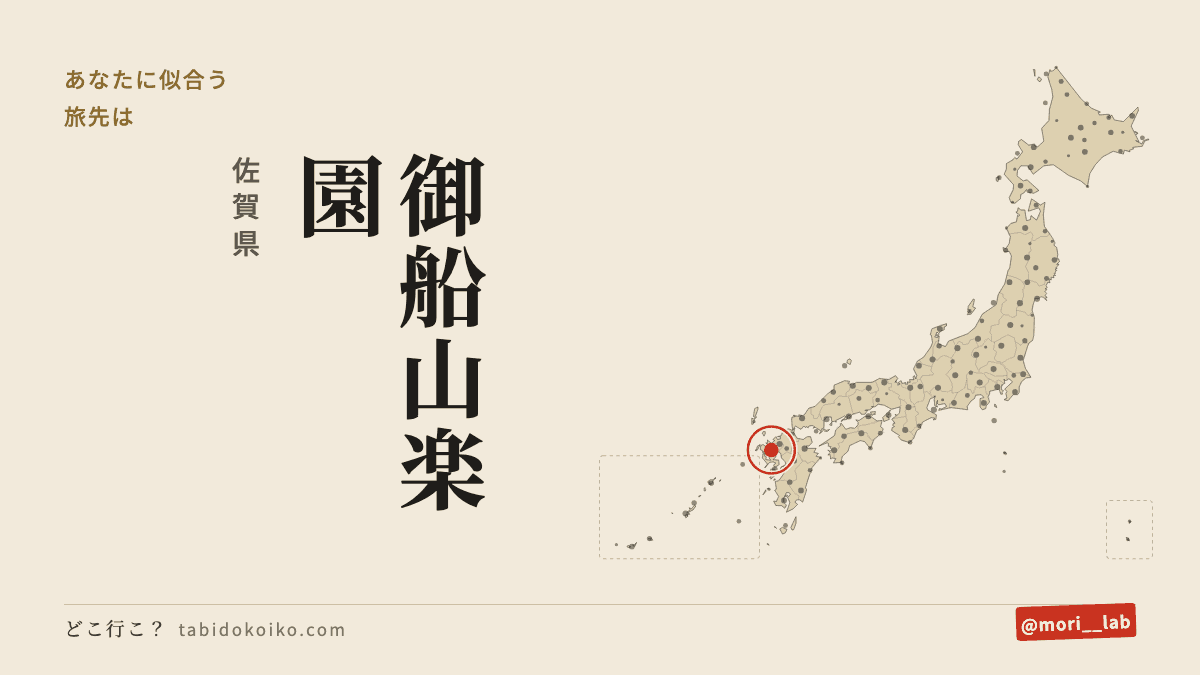 あなたに似合う
旅先は
御船山楽
園
佐賀県
どこ行こ？ tabidokoiko.com
@mori__lab